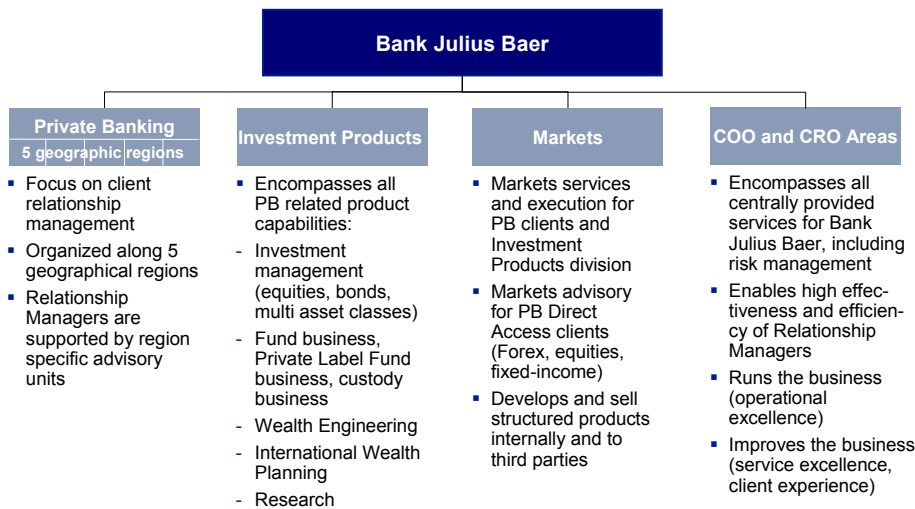 Bank Julius Baer
Private Banking
5 geographic regions
▪ Focus on client
relationship
management
▪ Organized along 5
geographical regions
▪ Relationship
Managers are
supported by region
specific advisory
units
Investment Products
▪ Encompasses all
PB related product
capabilities:
- Investment
management
(equities, bonds,
multi asset classes)
- Fund business,
Private Label Fund
business, custody
business
- Wealth Engineering
- International Wealth
Planning
- Research
Markets
▪ Markets services
and execution for
PB clients and
Investment
Products division
▪ Markets advisory
for PB Direct
Access clients
(Forex, equities,
fixed-income)
▪ Develops and sell
structured products
internally and to
third parties
COO and CRO Areas
▪ Encompasses all
centrally provided
services for Bank
Julius Baer, including
risk management
▪ Enables high effec-
tiveness and efficien-
cy of Relationship
Managers
▪ Runs the business
(operational
excellence)
▪ Improves the business
(service excellence,
client experience)